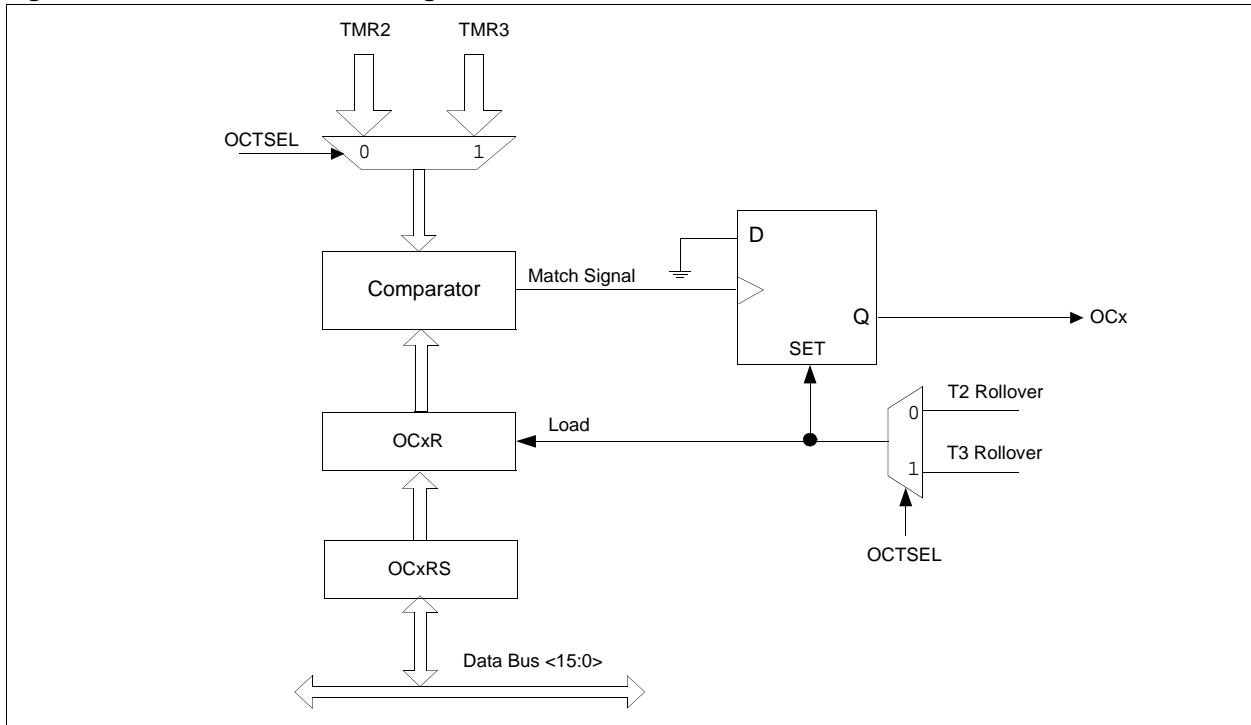 TMR2
TMR3
OCTSEL
0
1
Comparator
Match Signal
D
Q
SET
OCx
T2 Rollover
0
T3 Rollover
1
OCTSEL
Load
OCxR
OCxRS
Data Bus <15:0>